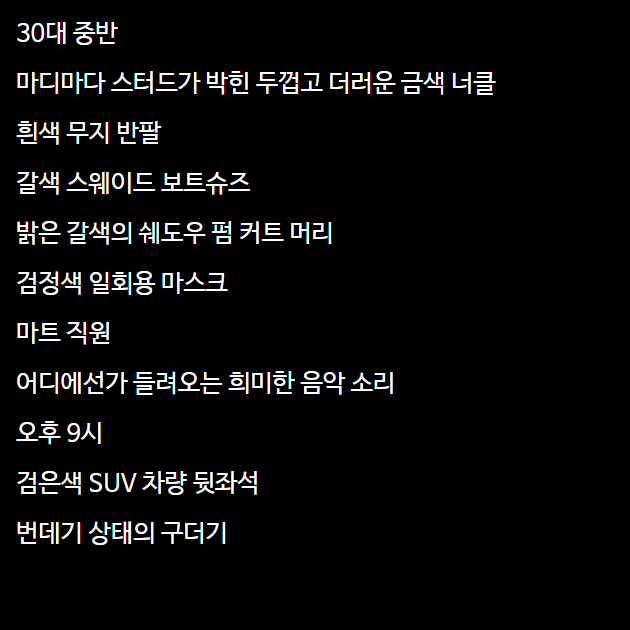 30대 중반
마디마다 스터드가 박힌 두껍고 더러운 금색 너클
흰색 무지 반팔
갈색 스웨이드 보트슈즈
밝은 갈색의 쉐도우 펌 커트 머리
검정색 일회용 마스크
마트 직원
어디에선가 들려오는 희미한 음악 소리
오후 9시
검은색 SUV 차량 뒷좌석
번데기 상태의 구더기